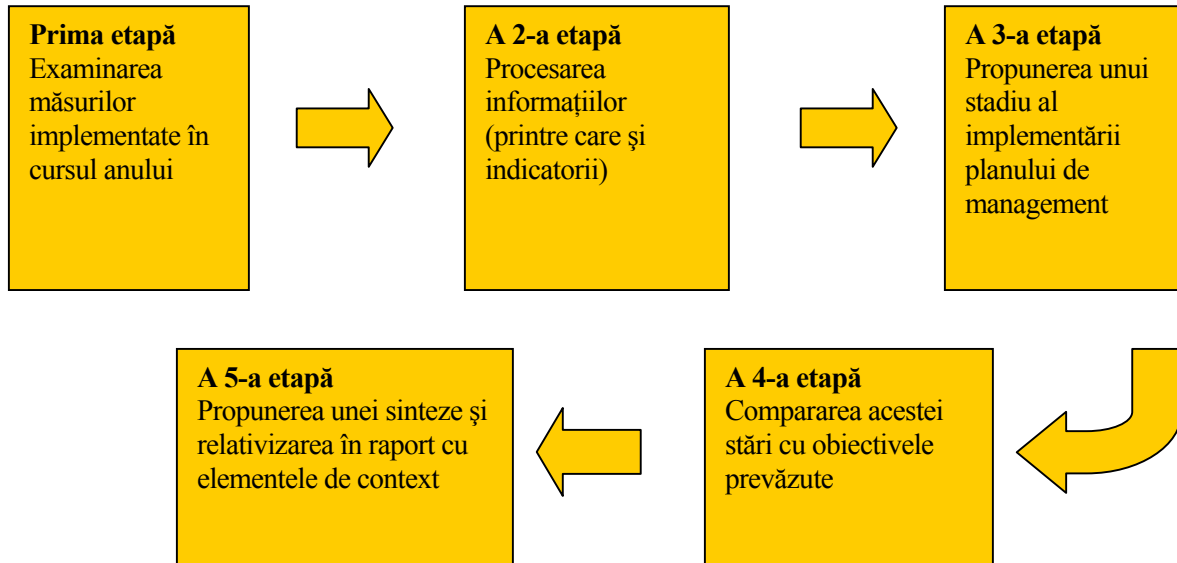 Prima etapă
Examinarea
măsurilor
implementate în
cursul anului
A 2-a etapă
Procesarea
informațiilor
(printre care şi
indicatorii)
A 3-a etapă
Propunerea unui
stadiu al
implementării
planului de
management
A 4-a etapă
Compararea acestei
stări cu obiectivele
prevăzute
A 5-a etapă
Propunerea unei sinteze şi
relativizarea în raport cu
elementele de context